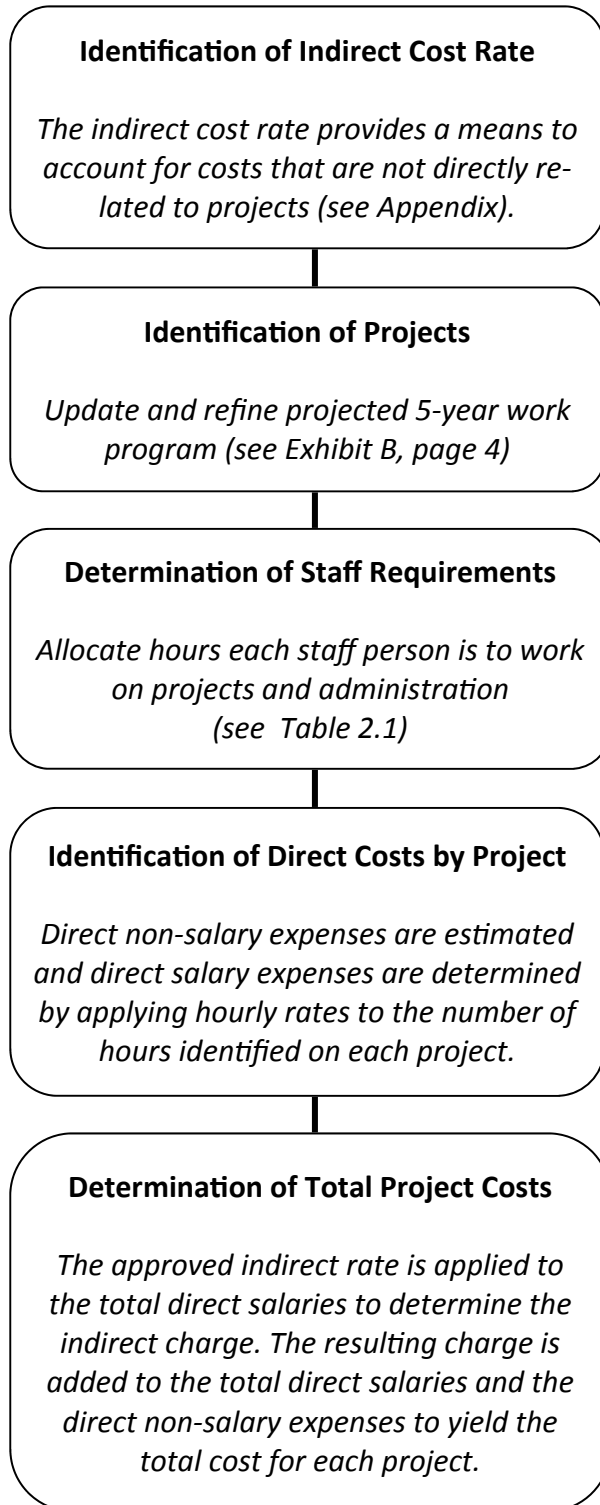 Identification of Indirect Cost Rate
The indirect cost rate provides a means to
account for costs that are not directly re-
lated to projects (see Appendix).
Identification of Projects
Update and refine projected 5-year work
program (see Exhibit B, page 4)
Determination of Staff Requirements
Allocate hours each staff person is to work
on projects and administration
(see  Table 2.1)
Identification of Direct Costs by Project
Direct non-salary expenses are estimated
and direct salary expenses are determined
by applying hourly rates to the number of
hours identified on each project.
Determination of Total Project Costs
The approved indirect rate is applied to
the total direct salaries to determine the
indirect charge. The resulting charge is
added to the total direct salaries and the
direct non-salary expenses to yield the
total cost for each project.